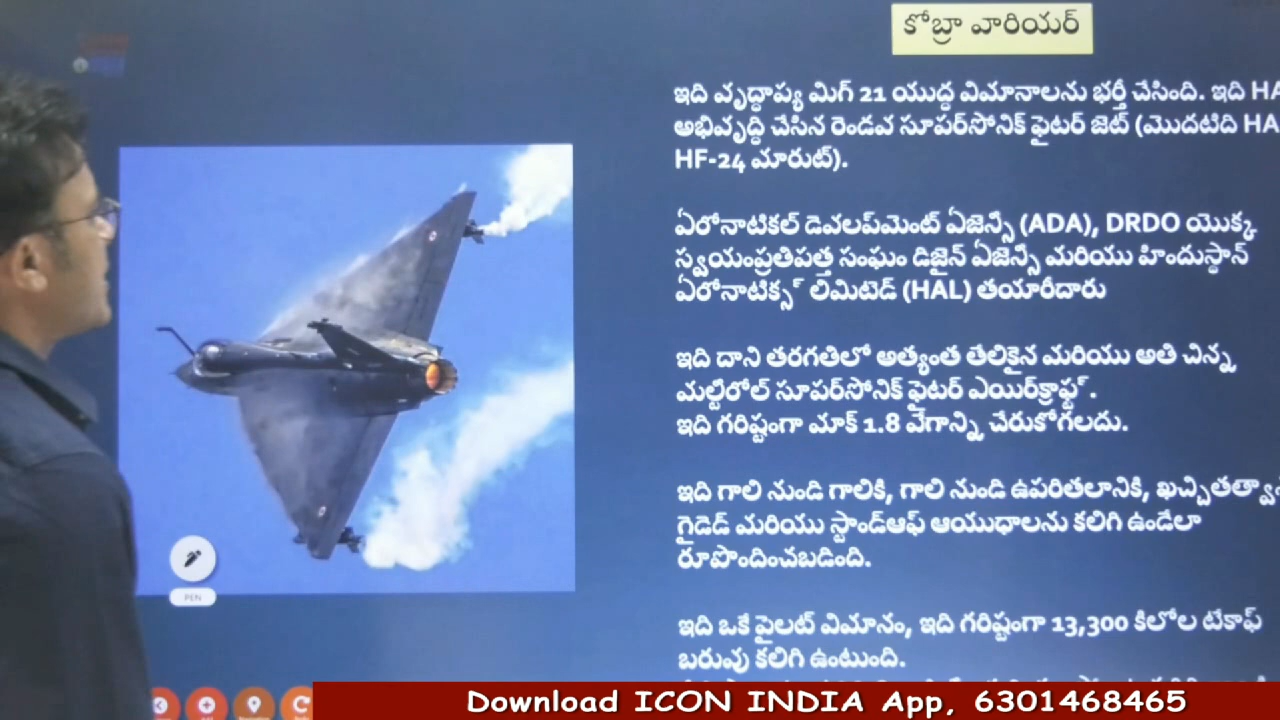 కోబ్రా వారియర్
ఇది వృద్ధాప్య మిగ్ 21 యుద్ధ విమానాలను భర్తీ చేసింది. ఇది HA
అభివృద్ధి చేసిన రెండవ సూపర్‌సోనిక్ ఫైటర్ జెట్ (మొదటిది HA
HF-24 మారుట్).
ఏరోనాటికల్ డెవలప్‌మెంట్ ఏజెన్సీ (ADA), DRDO యొక్క
స్వయంప్రతిపత్త సంఘం డిజైన్ ఏజెన్సీ మరియు హిందుస్థాన్
ఏరోనాటిక్స్ లిమిటెడ్ (HAL) తయారీదారు
ఇది దాని తరగతిలో అత్యంత తేలికైన మరియు అతి చిన్న
మల్టీరోల్ సూపర్‌సోనిక్ ఫైటర్ ఎయిర్‌క్రాఫ్ట్.
ఇది గరిష్టంగా మాక్ 1.8 వేగాన్ని చేరుకోగలదు.
ఇది గాలి నుండి గాలికి, గాలి నుండి ఉపరితలానికి, ఖచ్చితత్వా
గైడెడ్ మరియు స్టాండ్‌ఆఫ్ ఆయుధాలను కలిగి ఉండేలా
రూపొందించబడింది.
ఇది ఒకే పైలట్ విమానం, ఇది గరిష్టంగా 13,300 కిలోల టేకాఫ్
బరువు కలిగి ఉంటుంది.
PEN
Download ICON INDIA App, 6301468465